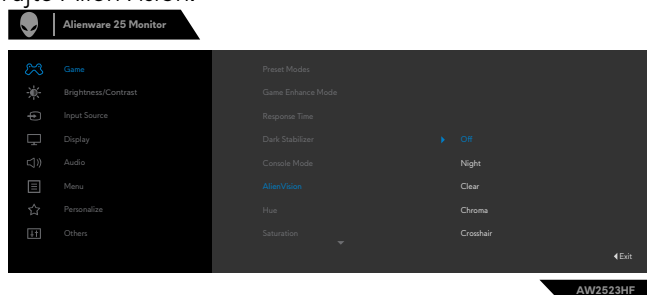 Alienware 25 Monitor
Game
Preset Modes
Brightness/Contrast
Game Enhance Mode
Input Source
Response Time
Display
Dark Stabilizer
Off
Audio
Console Mode
Night
Menu
AlienVision
Clear
Personalize
Hue
Chroma
Others
Saturation
Crosshair
Exit
AW2523HF